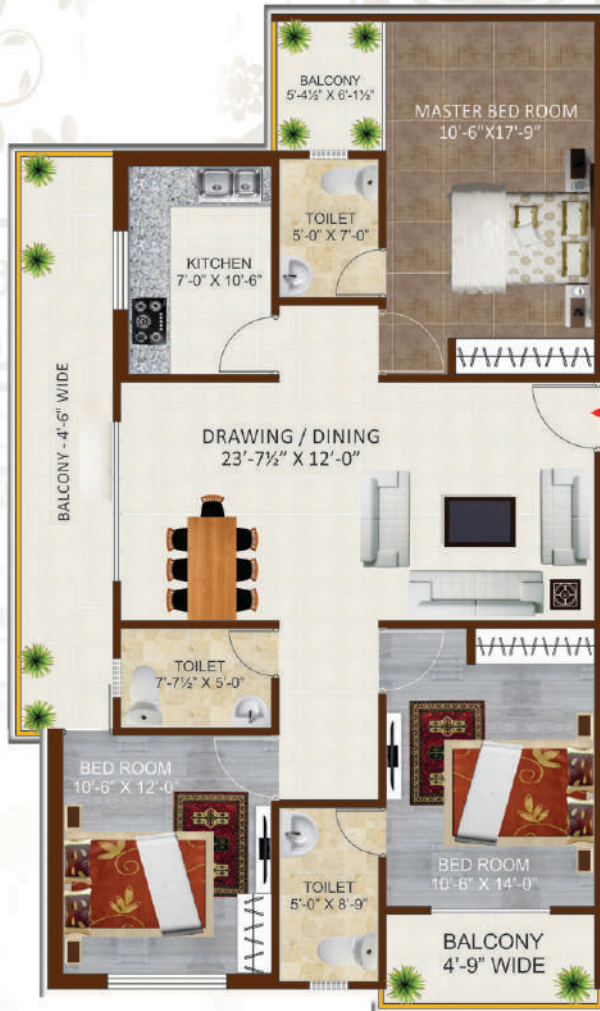 BALCONY
5'-4½" X 6'-1½"
MASTER BED ROOM
10'-6"X17'-9"
TOILET
5'-0" X 7'-0"
KITCHEN
7'-0" X 10'-6"
BALCONY - 4'-6" WIDE
DRAWING / DINING
23'-7½" X 12'-0"
TOILET
7'-7½" X 5'-0"
BED ROOM
10'-6" X 12'-0"
BED ROOM
10'-6" X 14'-0"
TOILET
5'-0" X 8'-9"
BALCONY
4'-9" WIDE